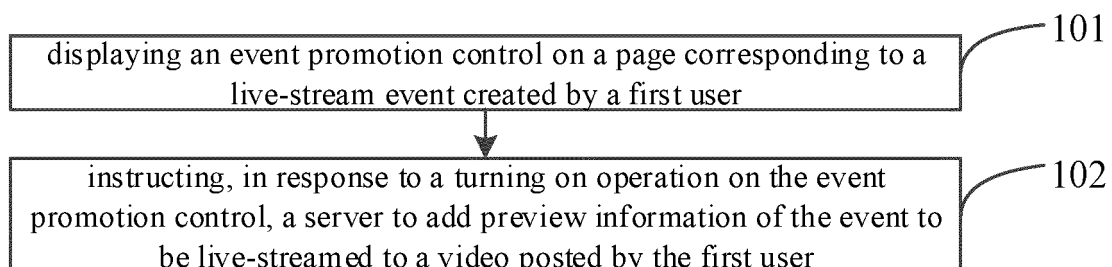 101
displaying an event promotion control on a page corresponding to a
live-stream event created by a first user
102
instructing, in response to a turning on operation on the event
promotion control, a server to add preview information of the event to
be live-streamed to a video posted by the first user